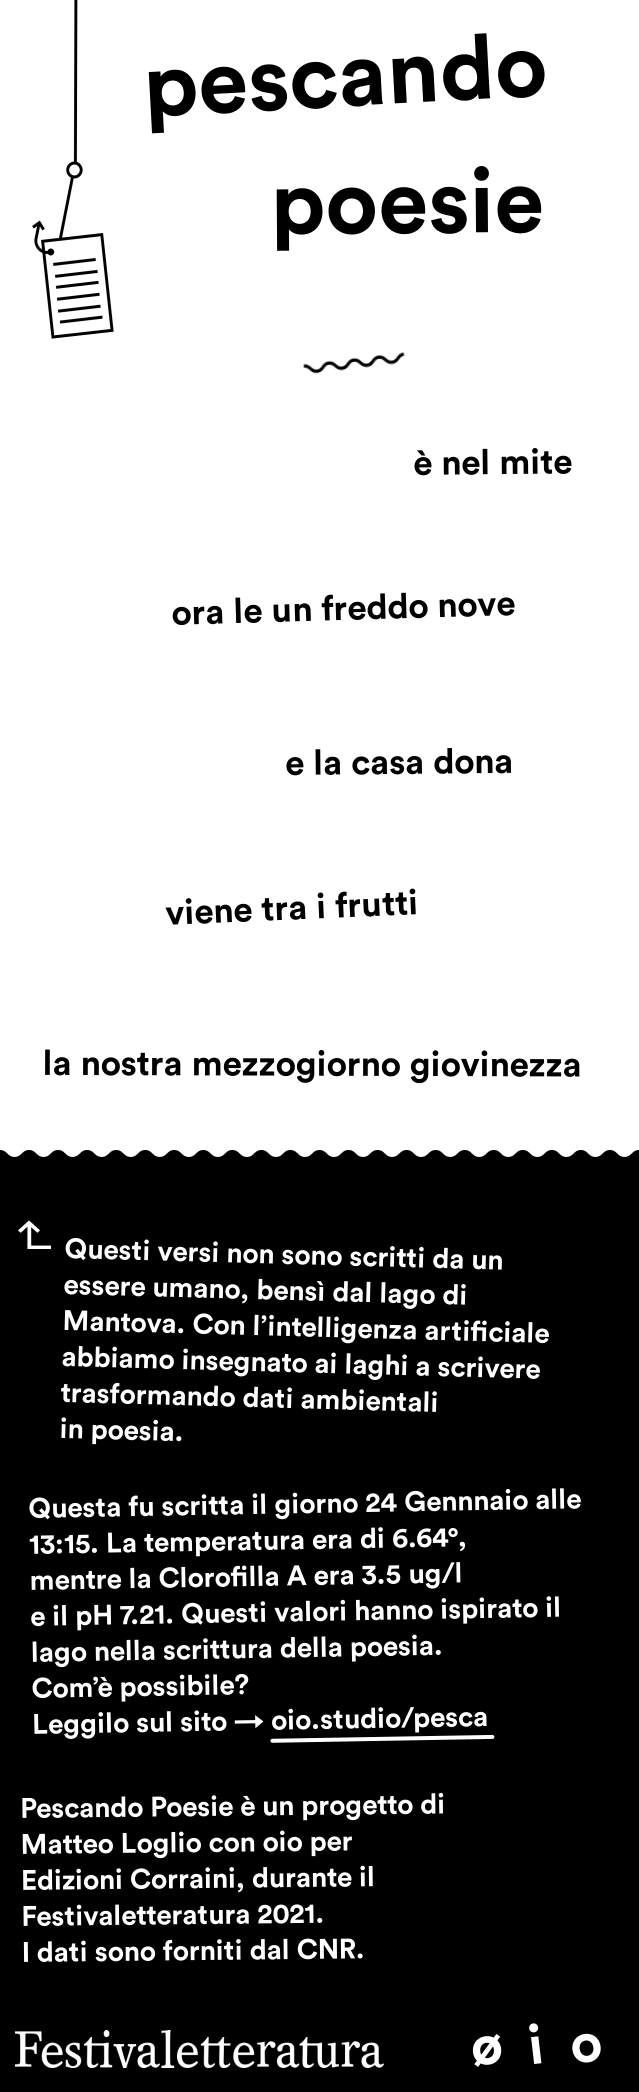 pescando
poesie
è nel mite
ora le un freddo nove
e la casa dona
viene tra i frutti
la nostra mezzogiorno giovinezza
Questi versi non sono scritti da un
essere umano, bensì dal lago di
Mantova. Con l’intelligenza artificiale
abbiamo insegnato ai laghi a scrivere
trasformando dati ambientali
in poesia.
Questa fu scritta il giorno 24 Gennnaio alle
13:15. La temperatura era di 6.64°,
mentre la Clorofilla A era 3.5 ug/l
e il pH 7.21. Questi valori hanno ispirato il
lago nella scrittura della poesia.
Com’è possibile?
Leggilo sul sito → oio.studio/pesca
Pescando Poesie è un progetto di
Matteo Loglio con oio per
Edizioni Corraini, durante il
Festivaletteratura 2021.
I dati sono forniti dal CNR.
Festivaletteratura
ø i o